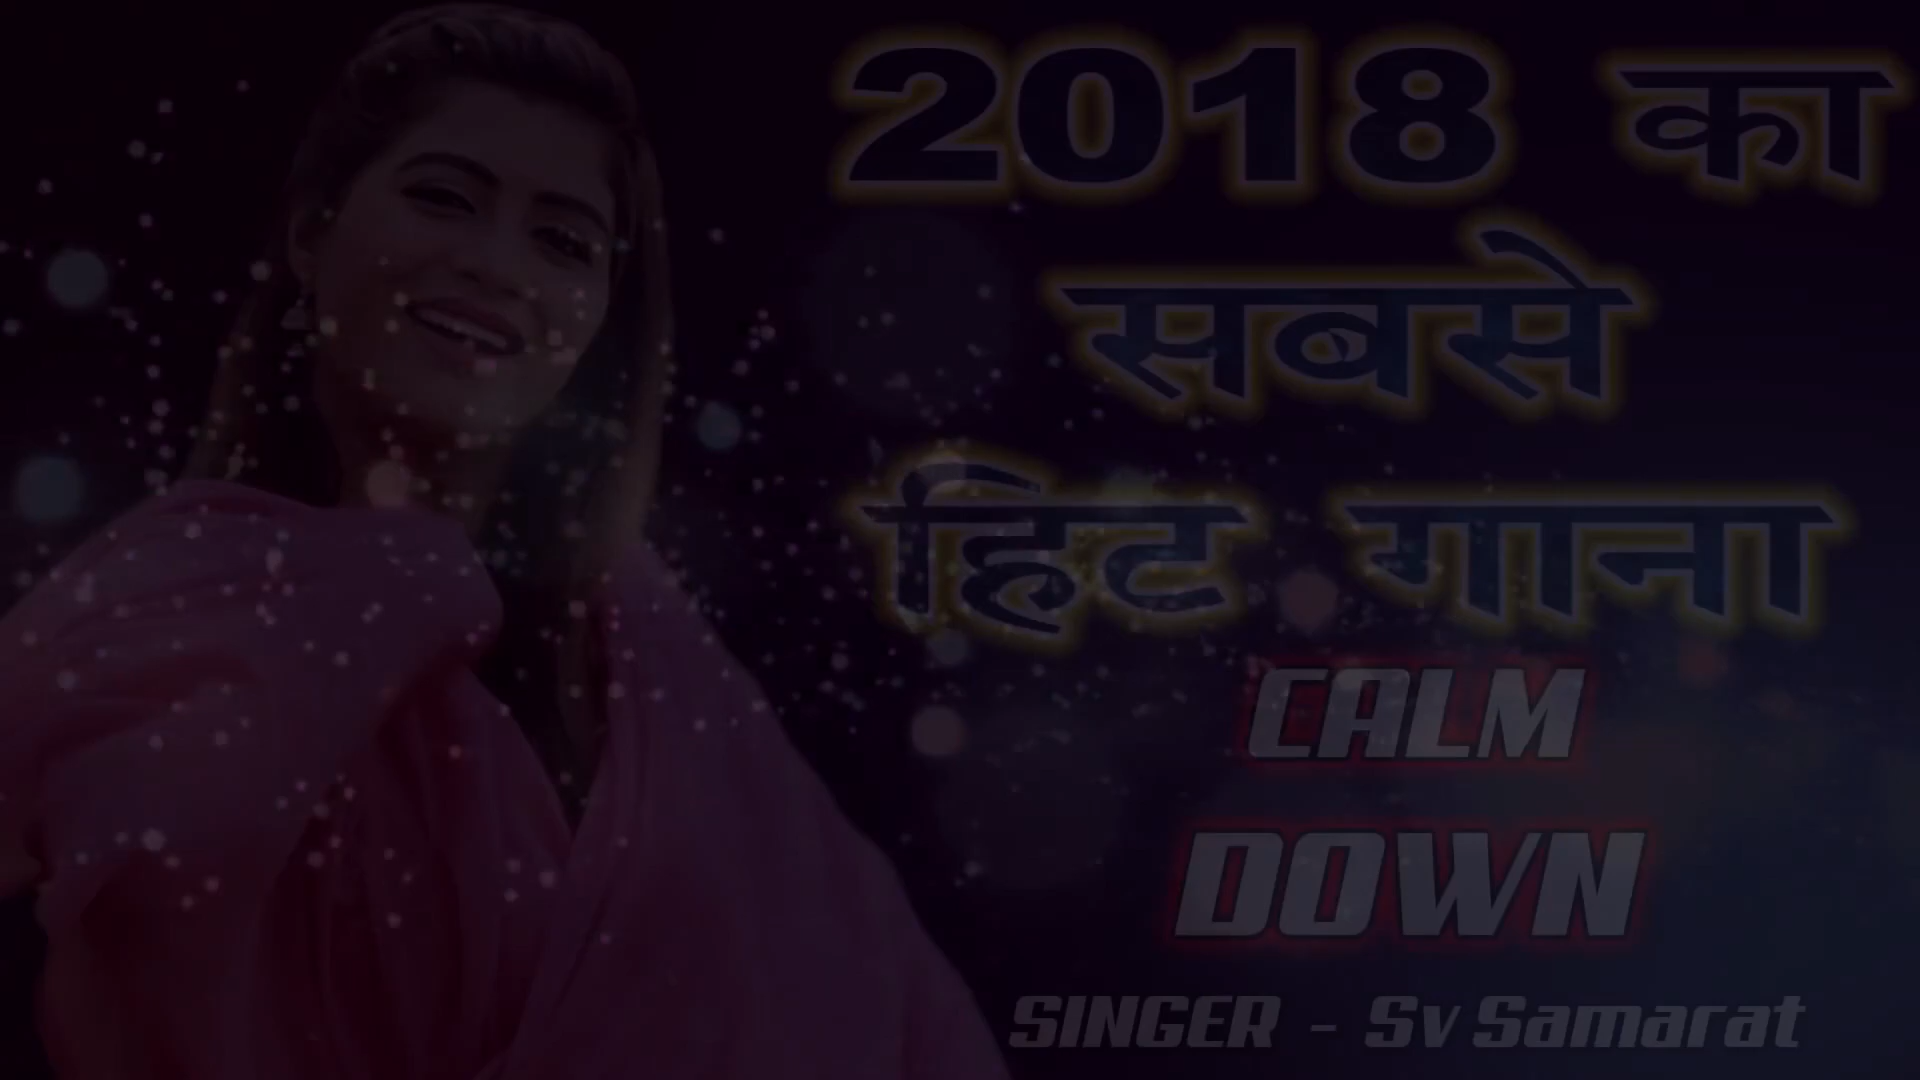 2018 का
सबसे
हिट गाना
CALM
DOWN
SINGER - Sv Samarat